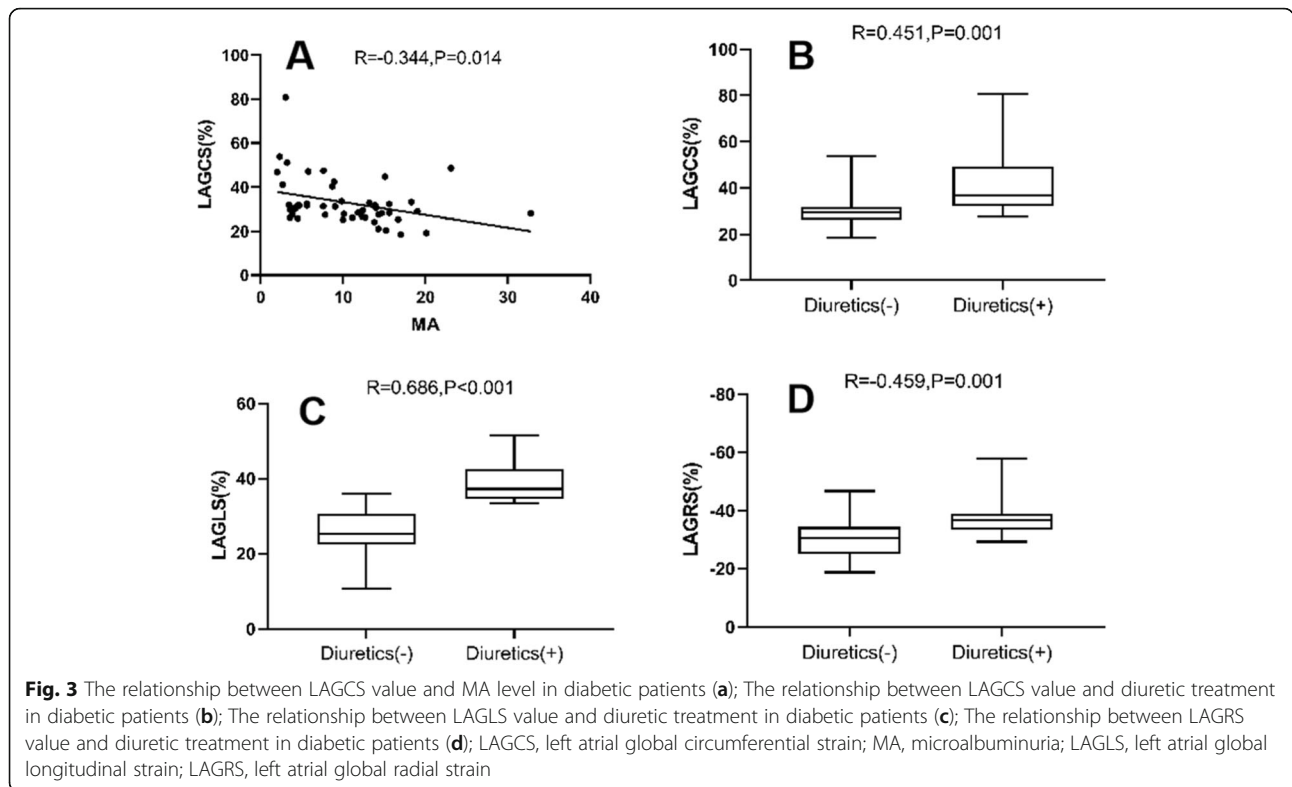 A
R=-0.344,P=0.014
LAGCS(%)
100
80
60
40
20
0
0 10 20 30 40
MA
B
R=0.451,P=0.001
LAGCS(%)
100
80
60
40
20
0
Diuretics(-) Diuretics(+)
C
R=0.686,P<0.001
LAGLS(%)
60
40
20
0
Diuretics(-) Diuretics(+)
D
R=-0.459,P=0.001
LAGRS(%)
-80
-60
-40
-20
0
Diuretics(-) Diuretics(+)
Fig. 3 The relationship between LAGCS value and MA level in diabetic patients (a); The relationship between LAGCS value and diuretic treatment
in diabetic patients (b); The relationship between LAGLS value and diuretic treatment in diabetic patients (c); The relationship between LAGRS
value and diuretic treatment in diabetic patients (d); LAGCS, left atrial global circumferential strain; MA, microalbuminuria; LAGLS, left atrial global
longitudinal strain; LAGRS, left atrial global radial strain